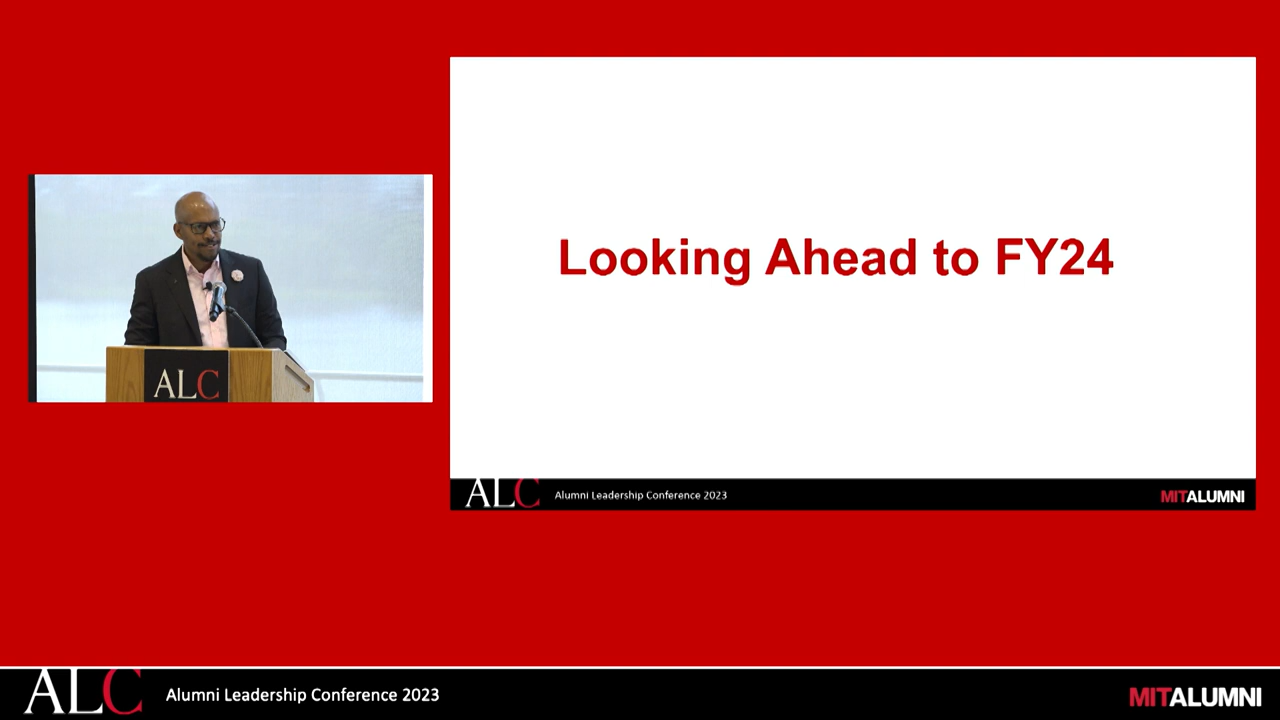 Looking Ahead to FY24
ALC
ALC Alumni Leadership Conference 2023 MITALUMNI
ALC Alumni Leadership Conference 2023 MITALUMNI